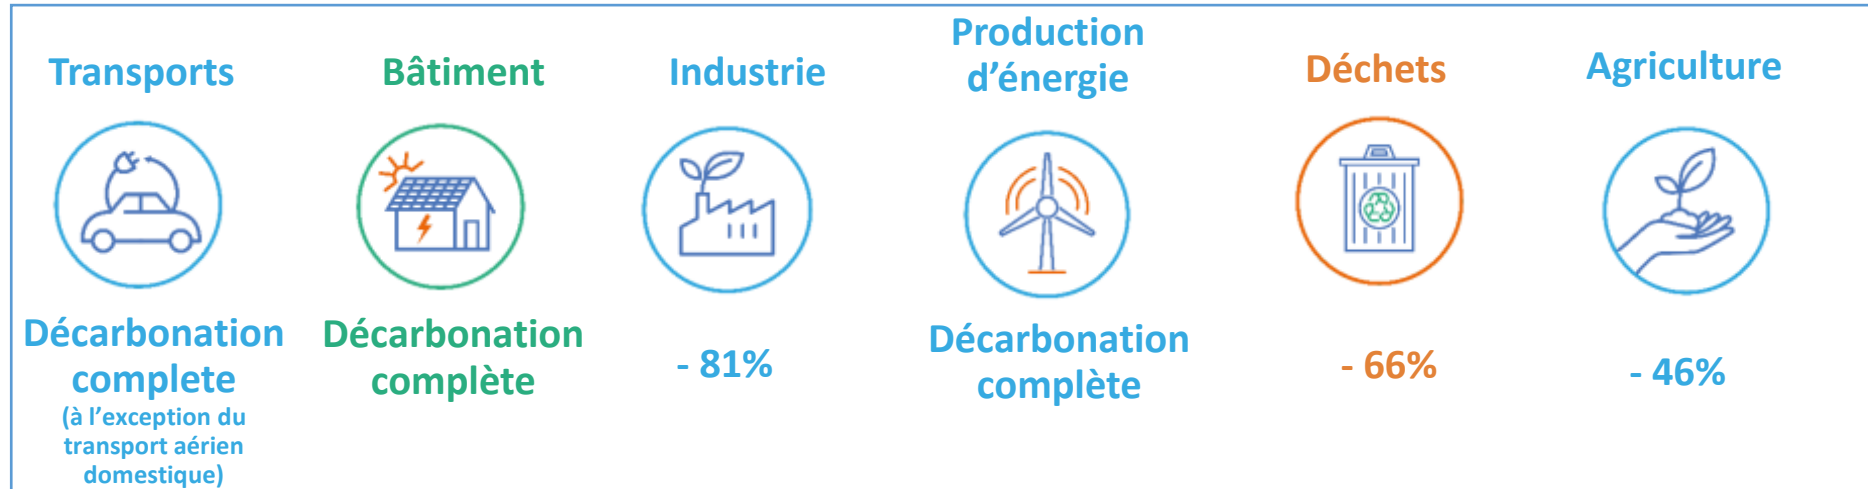 Transports
Décarbonation
complete
(à l’exception du
transport aérien
domestique)
Bâtiment
Décarbonation
complète
Industrie
- 81%
Production
d’énergie
Décarbonation
complète
Déchets
- 66%
Agriculture
- 46%